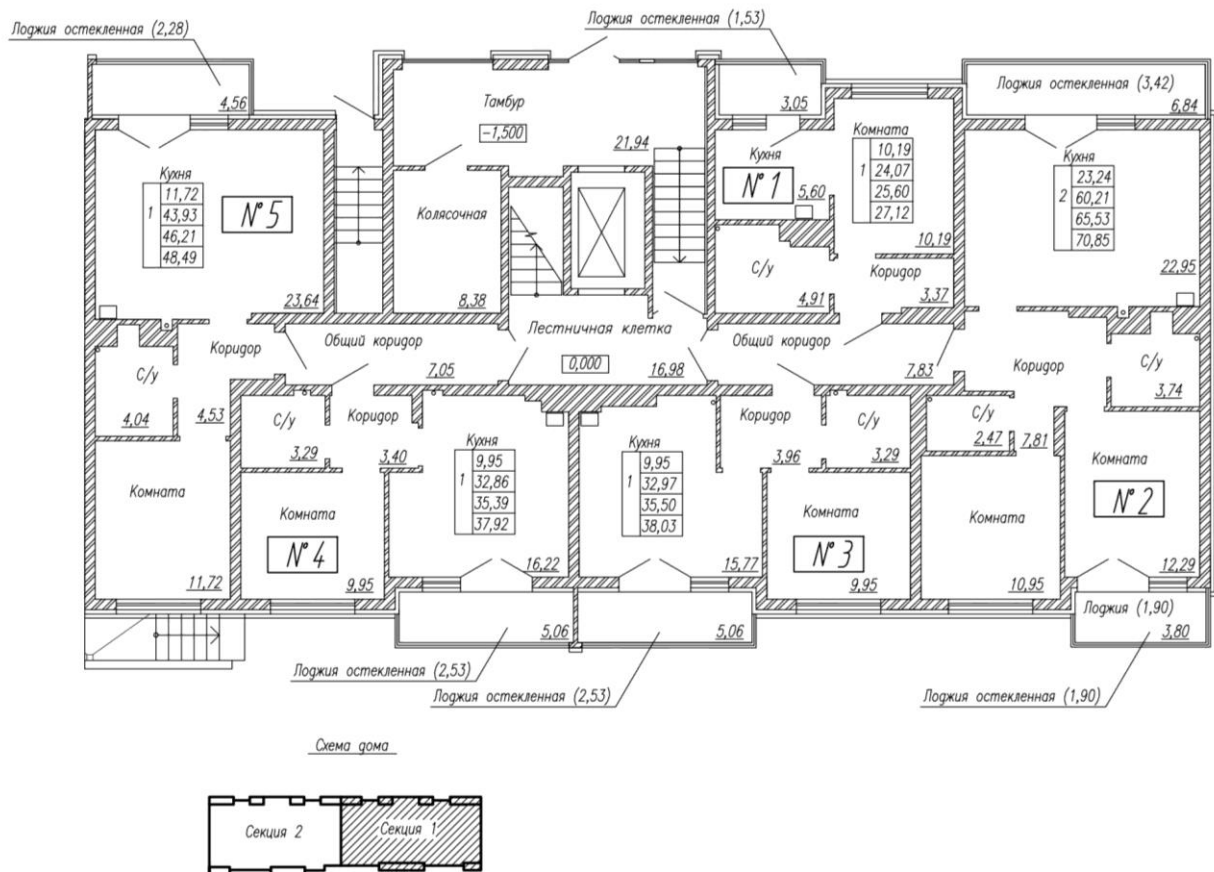 Лоджия остекленная (2,28)
Лоджия остекленная (1,53)
4,56
Тамбур
-1,500
21,94
3,05
Лоджия остекленная (3,42)
6,84
Кухня
1
11,72
43,93
46,21
48,49
N° 5
23,64
Колясочная
8,38
Кухня
N° 1
5,60
Комната
1
10,19
24,07
25,60
27,12
10,19
Кухня
2
23,24
60,21
65,53
70,85
22,95
С/у
4,91
Коридор
3,37
Лестничная клетка
0,000
16,98
Общий коридор
7,05
Общий коридор
7,83
Коридор
4,53
С/у
4,04
Коридор
7,81
С/у
3,74
С/у
3,29
Коридор
3,40
Кухня
1
9,95
32,86
35,39
37,92
16,22
Кухня
1
9,95
32,97
35,50
38,03
15,77
Коридор
3,96
С/у
3,29
С/у
2,47
Комната
11,72
Комната
N° 4
9,95
Комната
N° 3
9,95
Комната
10,95
Комната
N° 2
12,29
5,06
5,06
Лоджия (1,90)
3,80
Лоджия остекленная (2,53)
Лоджия остекленная (2,53)
Лоджия остекленная (1,90)
Схема дома
Секция 2
Секция 1